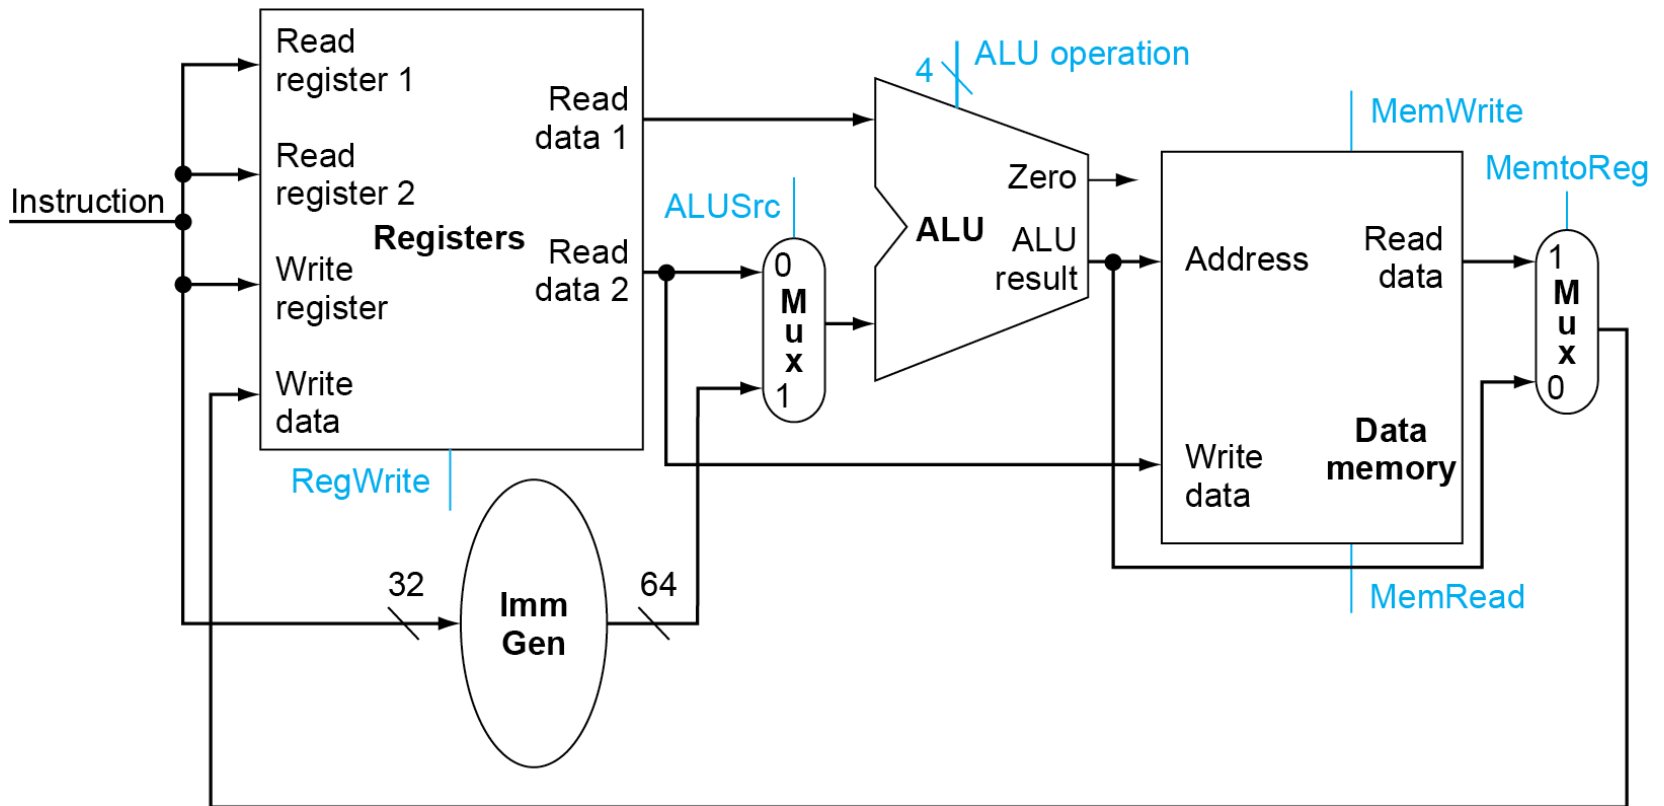 Instruction
Read
register 1
Read
register 2
Write
register
Write
data
Registers
Read
data 1
Read
data 2
RegWrite
32
Imm
Gen
64
ALUSrc
0
M
u
x
1
4
ALU operation
Zero
ALU
ALU
result
MemWrite
Address
Read
data
Write
data
Data
memory
MemRead
MemtoReg
1
M
u
x
0